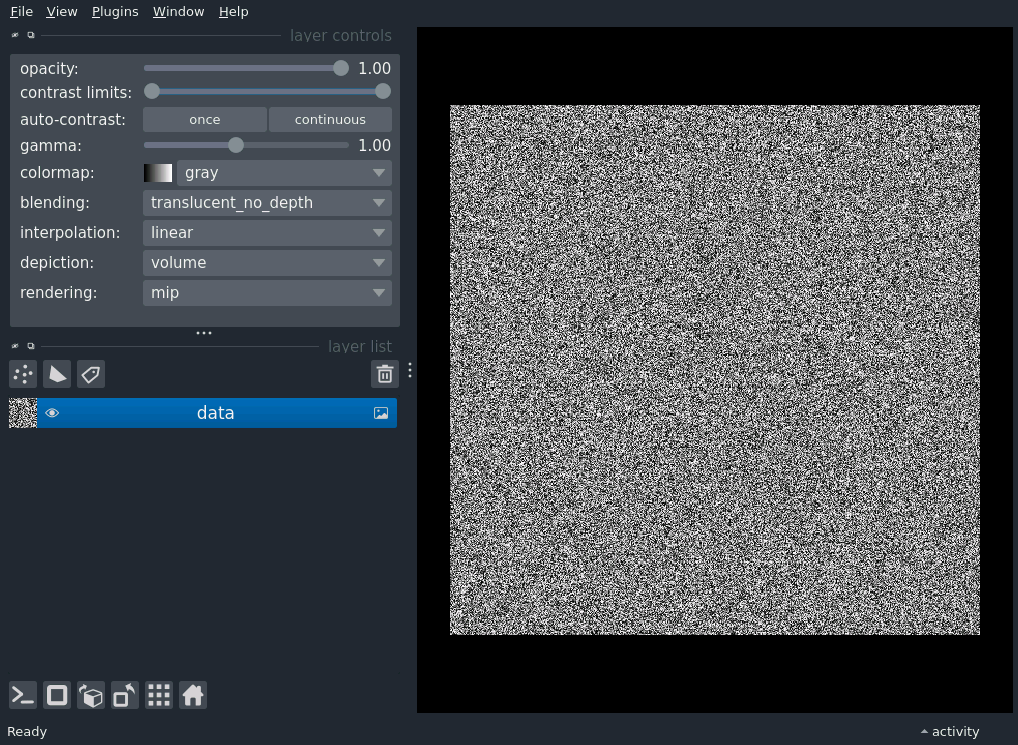 File View Plugins Window Help
layer controls
opacity: 1.00
contrast limits:
auto-contrast: once continuous
gamma: 1.00
colormap: gray
blending: translucent_no_depth
interpolation: linear
depiction: volume
rendering: mip
layer list
data
Ready activity